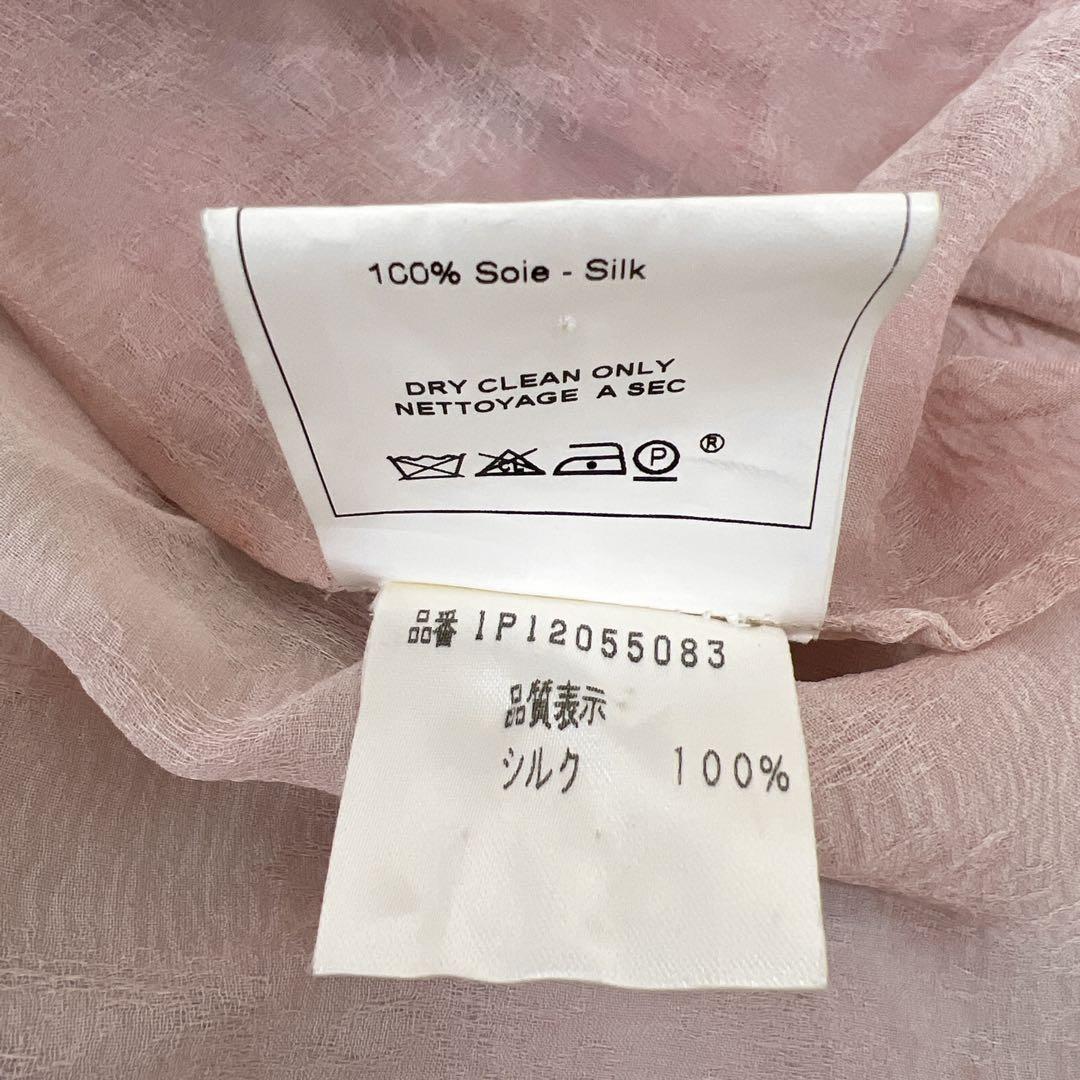 100% Soie - Silk
DRY CLEAN ONLY
NETTOYAGE A SEC
CL P ®
品番 1P12055083
品質表示
シルク 100%